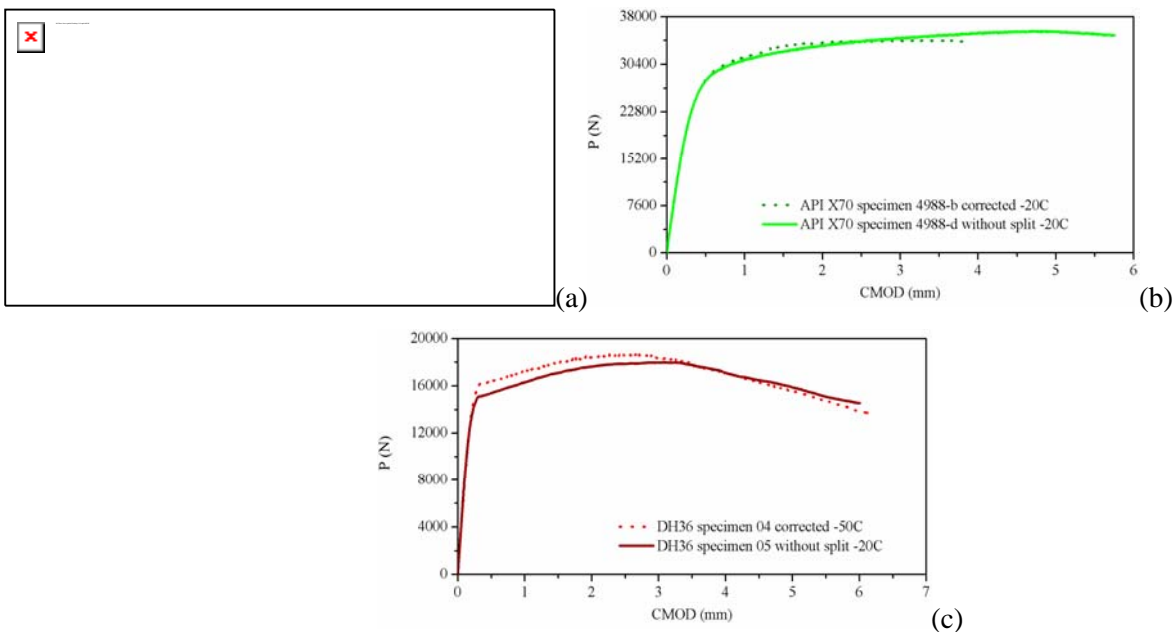 (a)
38000
30400
22800
15200
7600
0
P (N)
API X70 specimen 4988-b corrected -20C
API X70 specimen 4988-d without split -20C
0 1 2 3 4 5 6
CMOD (mm)
(b)
20000
16000
12000
8000
4000
0
P (N)
DH36 specimen 04 corrected -50C
DH36 specimen 05 without split -20C
0 1 2 3 4 5 6 7
CMOD (mm)
(c)